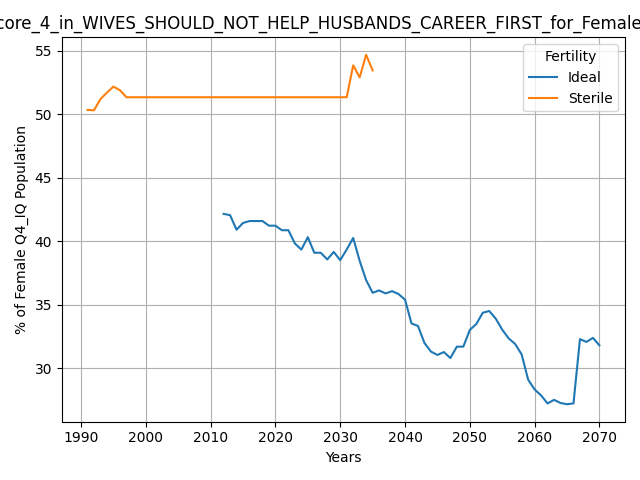 core_4_in_WIVES_SHOULD_NOT_HELP_HUSBANDS_CAREER_FIRST_for_Female
Fertility
Ideal
Sterile
% of Female Q4_IQ Population
55
50
45
40
35
30
1990 2000 2010 2020 2030 2040 2050 2060 2070
Years